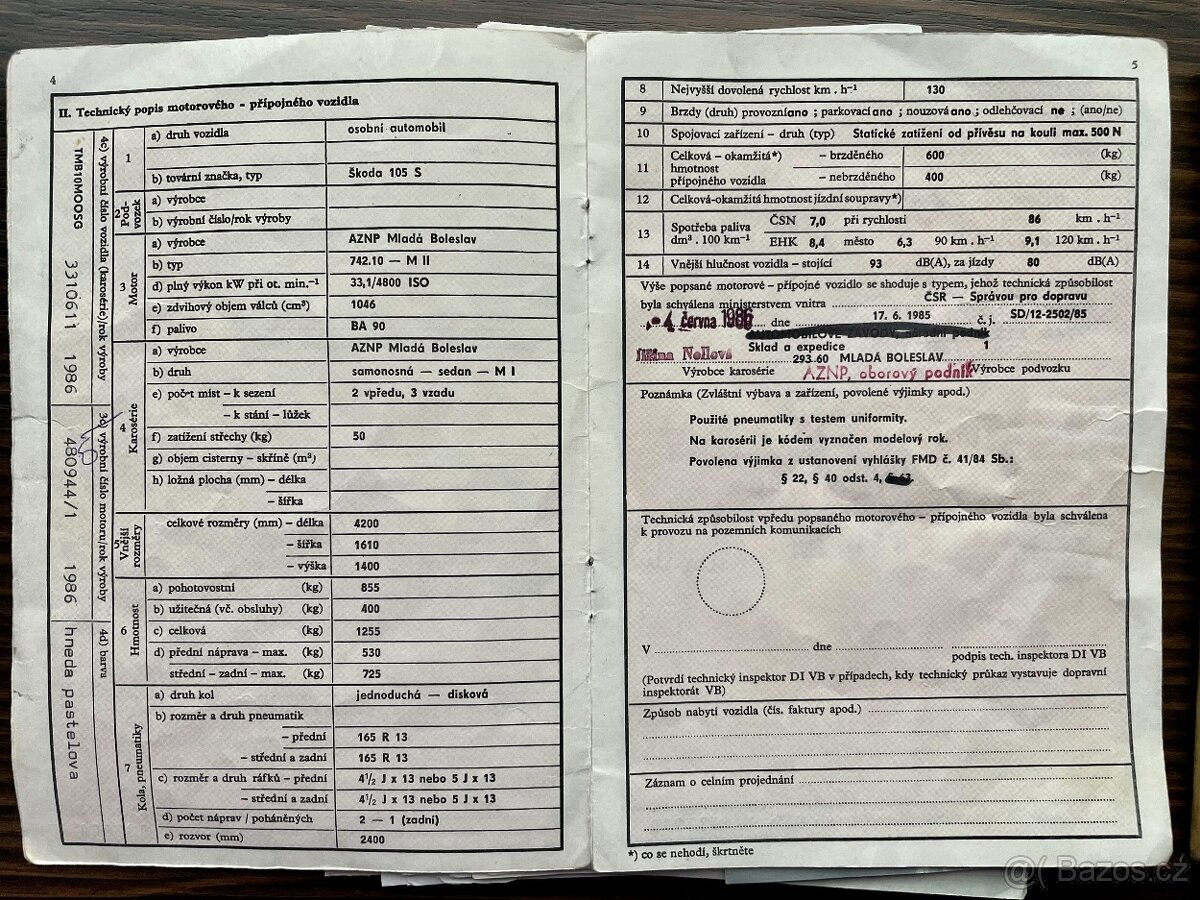 4
II. Technický popis motorového - přípojného vozidla
4c) výrobní číslo vozidla (karosérie)/rok výroby
TMB10MOOSG 3310611 1986
3c) výrobní číslo motoru/rok výroby
480944/1 1986
4d) barva
hneda pastelova
1
a) druh vozidla osobní automobil
b) tovární značka, typ Škoda 105 S
2 Pod-vozek
a) výrobce
b) výrobní číslo/rok výroby
3 Motor
a) výrobce AZNP Mladá Boleslav
b) typ 742.10 — M II
d) plný výkon kW při ot. min.⁻¹ 33,1/4800 ISO
e) zdvihový objem válců (cm³) 1046
f) palivo BA 90
4 Karosérie
a) výrobce AZNP Mladá Boleslav
b) druh samonosná — sedan — M I
e) počet míst – k sezení 2 vpředu, 3 vzadu
– k stání – lůžek
f) zatížení střechy (kg) 50
g) objem cisterny – skříně (m³)
h) ložná plocha (mm) – délka
– šířka
5 Vnější rozměry
celkové rozměry (mm) – délka 4200
– šířka 1610
– výška 1400
6 Hmotnost
a) pohotovostní (kg) 855
b) užitečná (vč. obsluhy) (kg) 400
c) celková (kg) 1255
d) přední náprava – max. (kg) 530
střední – zadní – max. (kg) 725
7 Kola, pneumatiky
a) druh kol jednoduchá — disková
b) rozměr a druh pneumatik
– přední 165 R 13
– střední a zadní 165 R 13
c) rozměr a druh ráfků – přední 4½ J x 13 nebo 5 J x 13
– střední a zadní 4½ J x 13 nebo 5 J x 13
d) počet náprav / poháněných 2 — 1 (zadní)
e) rozvor (mm) 2400
5
8 Nejvyšší dovolená rychlost km . h⁻¹ 130
9 Brzdy (druh) provozní ano ; parkovací ano ; nouzová ano ; odlehčovací ne ; (ano/ne)
10 Spojovací zařízení – druh (typ) Statické zatížení od přívěsu na kouli max. 500 N
11 Celková – okamžitá*) hmotnost přípojného vozidla
– brzděného 600 (kg)
– nebrzděného 400 (kg)
12 Celková-okamžitá hmotnost jízdní soupravy*)
13 Spotřeba paliva dm³ . 100 km⁻¹
ČSN 7,0 při rychlosti 86 km . h⁻¹
EHK 8,4 město 6,3 90 km . h⁻¹ 9,1 120 km . h⁻¹
14 Vnější hlučnost vozidla – stojící 93 dB(A), za jízdy 80 dB(A)
Výše popsané motorové – přípojné vozidlo se shoduje s typem, jehož technická způsobilost
byla schválena ministerstvem vnitra ČSR — Správou pro dopravu
-4. června 1986 dne 17. 6. 1985 č. j. SD/12-2502/85
AUTOMOBILOVÉ ZÁVODY, národní podnik
Sklad a expedice 1
Nollová 293.60 MLADÁ BOLESLAV
Výrobce karosérie AZNP, oborový podnik Výrobce podvozku
Poznámka (Zvláštní výbava a zařízení, povolené výjimky apod.)
Použité pneumatiky s testem uniformity.
Na karosérii je kódem vyznačen modelový rok.
Povolena výjimka z ustanovení vyhlášky FMD č. 41/84 Sb.:
§ 22, § 40 odst. 4,
Technická způsobilost vpředu popsaného motorového – přípojného vozidla byla schválena
k provozu na pozemních komunikacích
V dne
podpis tech. inspektora DI VB
(Potvrdí technický inspektor DI VB v případech, kdy technický průkaz vystavuje dopravní
inspektorát VB)
Způsob nabytí vozidla (čís. faktury apod.)
Záznam o celním projednání
*) co se nehodí, škrtněte
@( Bazos.cz